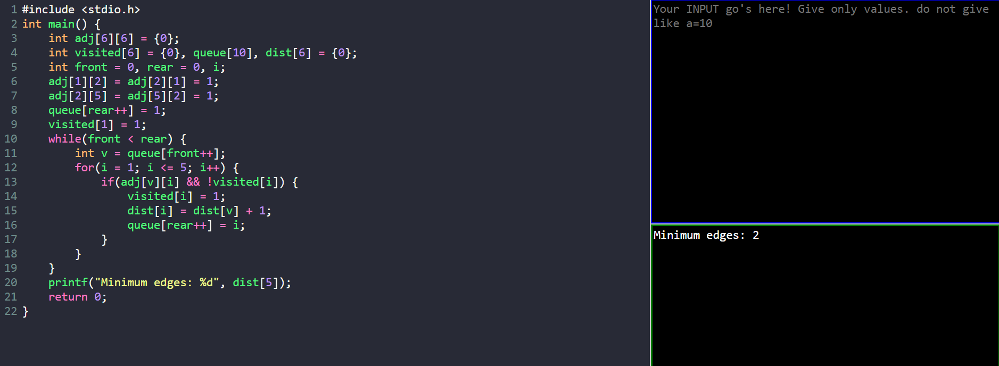 1 #include <stdio.h>
2 int main() {
3     int adj[6][6] = {0};
4     int visited[6] = {0}, queue[10], dist[6] = {0};
5     int front = 0, rear = 0, i;
6     adj[1][2] = adj[2][1] = 1;
7     adj[2][5] = adj[5][2] = 1;
8     queue[rear++] = 1;
9     visited[1] = 1;
10     while(front < rear) {
11         int v = queue[front++];
12         for(i = 1; i <= 5; i++) {
13             if(adj[v][i] && !visited[i]) {
14                 visited[i] = 1;
15                 dist[i] = dist[v] + 1;
16                 queue[rear++] = i;
17             }
18         }
19     }
20     printf("Minimum edges: %d", dist[5]);
21     return 0;
22 }
Your INPUT go's here! Give only values. do not give
like a=10
Minimum edges: 2